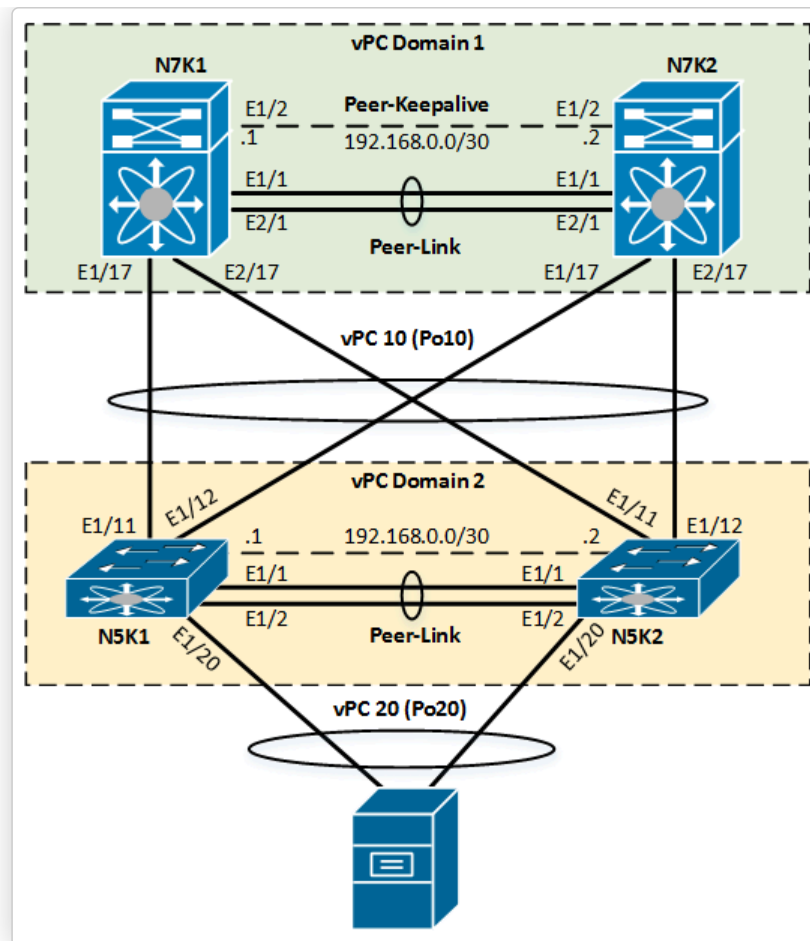 vPC Domain 1
N7K1
N7K2
E1/2
Peer-Keepalive
E1/2
.1
192.168.0.0/30
.2
E1/1
E1/1
E2/1
E2/1
Peer-Link
E1/17
E2/17
E1/17
E2/17
vPC 10 (Po10)
vPC Domain 2
E1/11
E1/12
.1
192.168.0.0/30
.2
E1/11
E1/12
E1/1
E1/1
E1/2
E1/2
N5K1
Peer-Link
N5K2
E1/20
E1/20
vPC 20 (Po20)